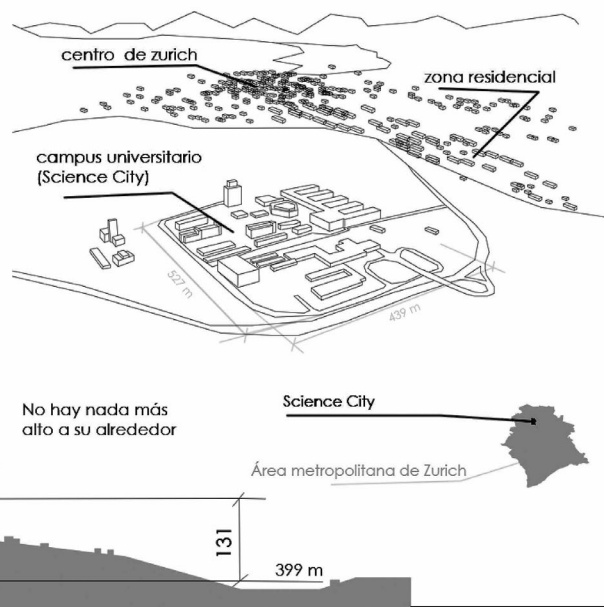 centro de zurich
zona residencial
campus universitario
(Science City)
527 m
439 m
No hay nada más
alto a su alrededor
Science City
Área metropolitana de Zurich
131
399 m